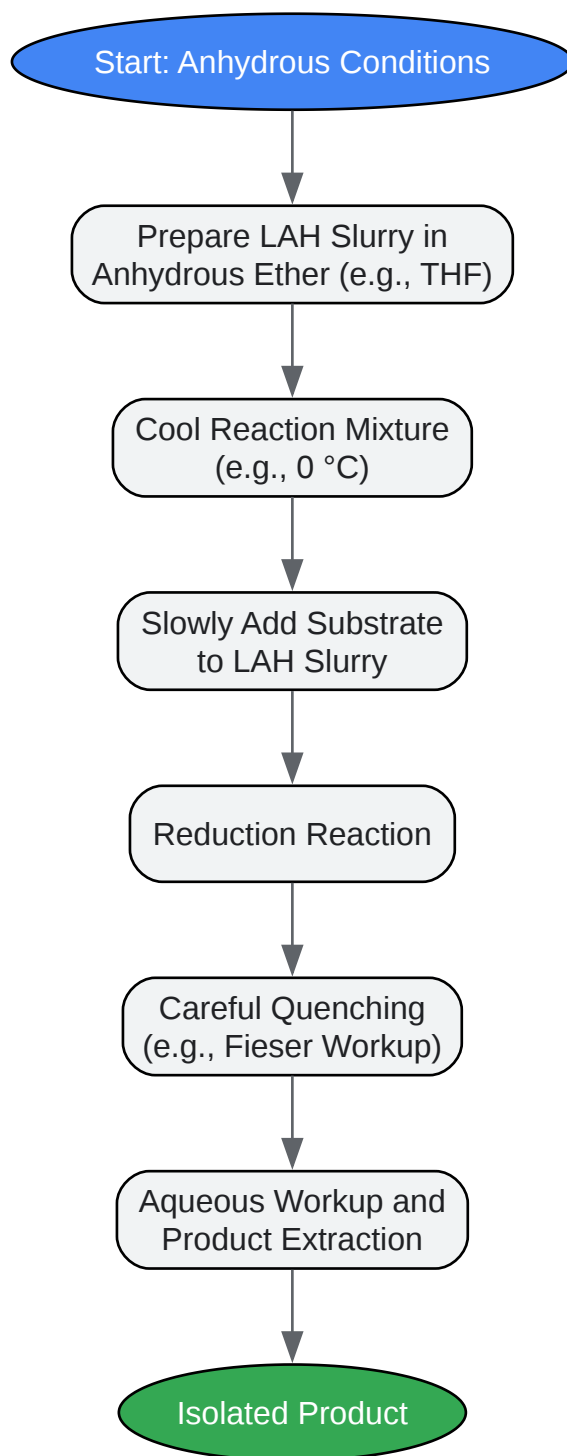 Start: Anhydrous Conditions
Prepare LAH Slurry in
Anhydrous Ether (e.g., THF)
Cool Reaction Mixture
(e.g., 0 °C)
Slowly Add Substrate
to LAH Slurry
Reduction Reaction
Careful Quenching
(e.g., Fieser Workup)
Aqueous Workup and
Product Extraction
Isolated Product